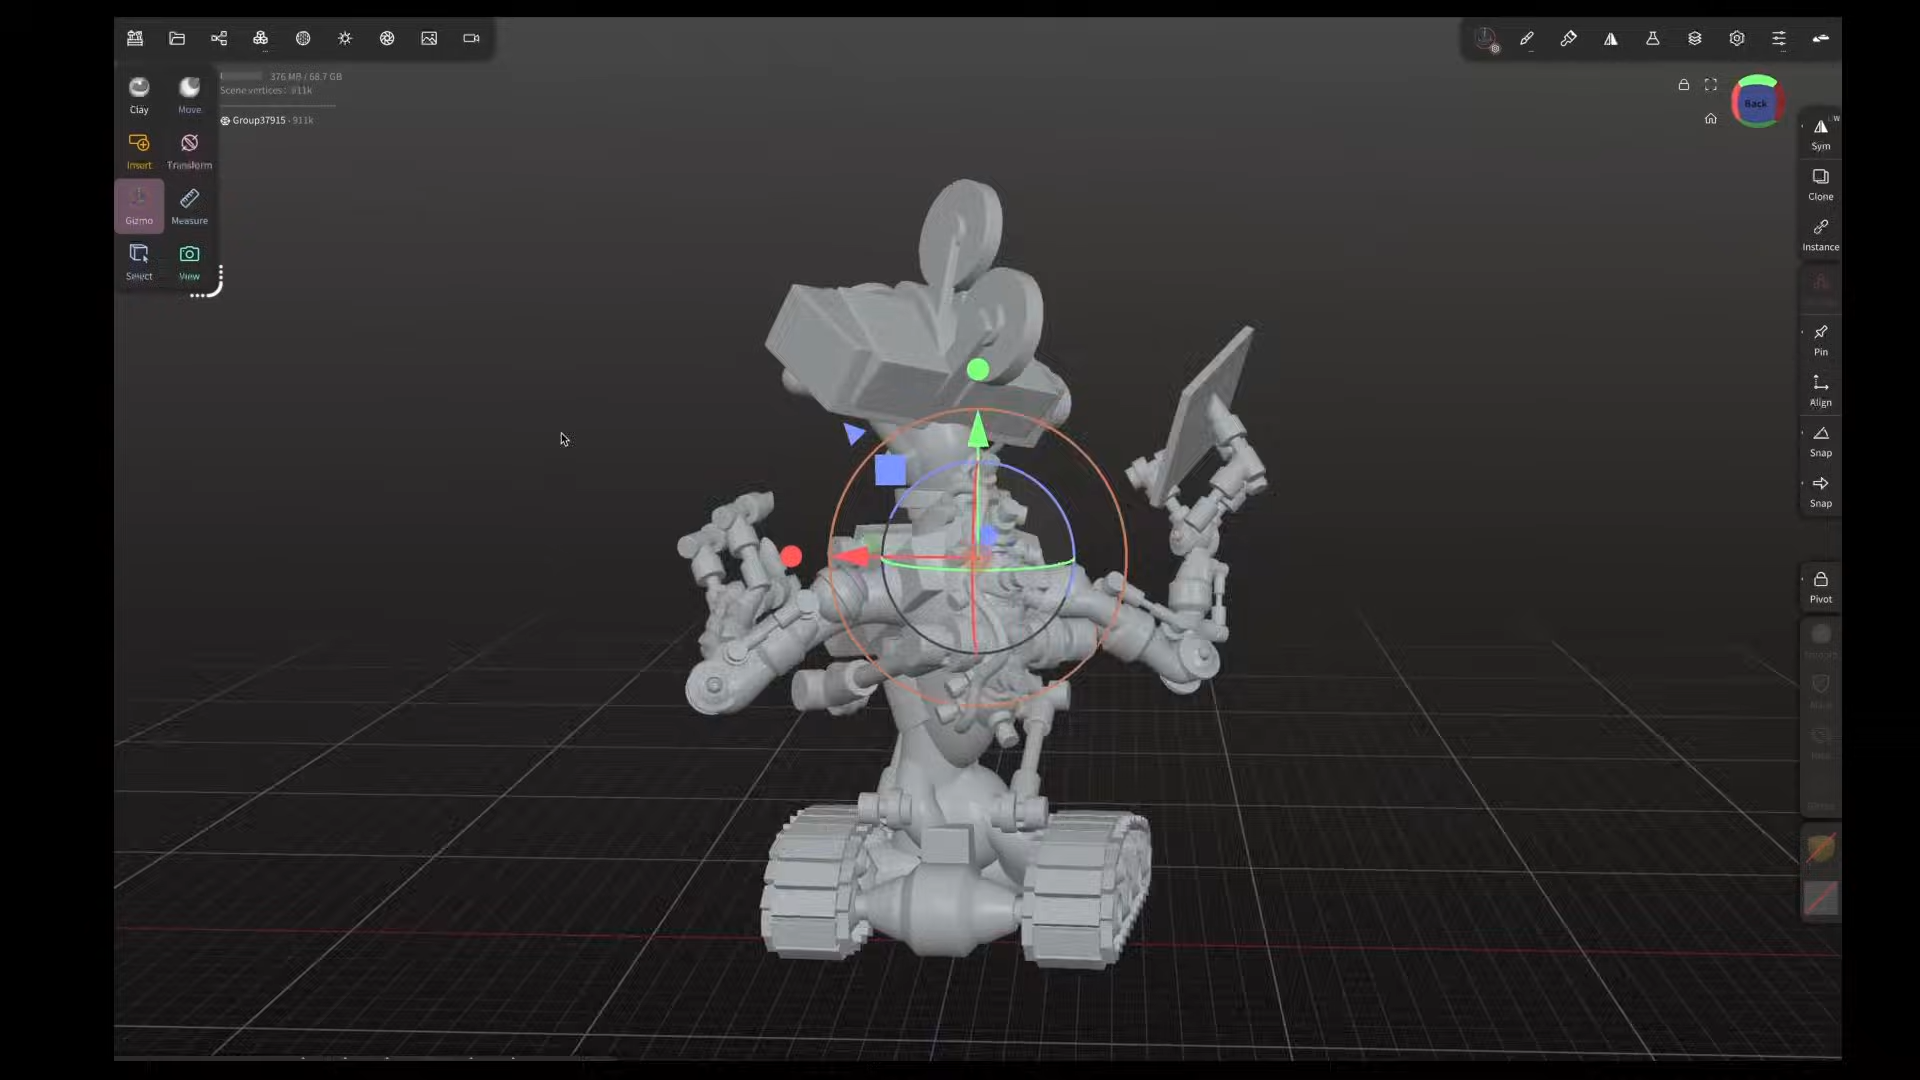 376 MB / 68.7 GB
Scene vertices: 911k
Group37915 · 911k
Clay
Move
Insert
Transform
Gizmo
Measure
Select
View
Back
W
Sym
Clone
Instance
Pin
Align
Snap
Snap
Pivot